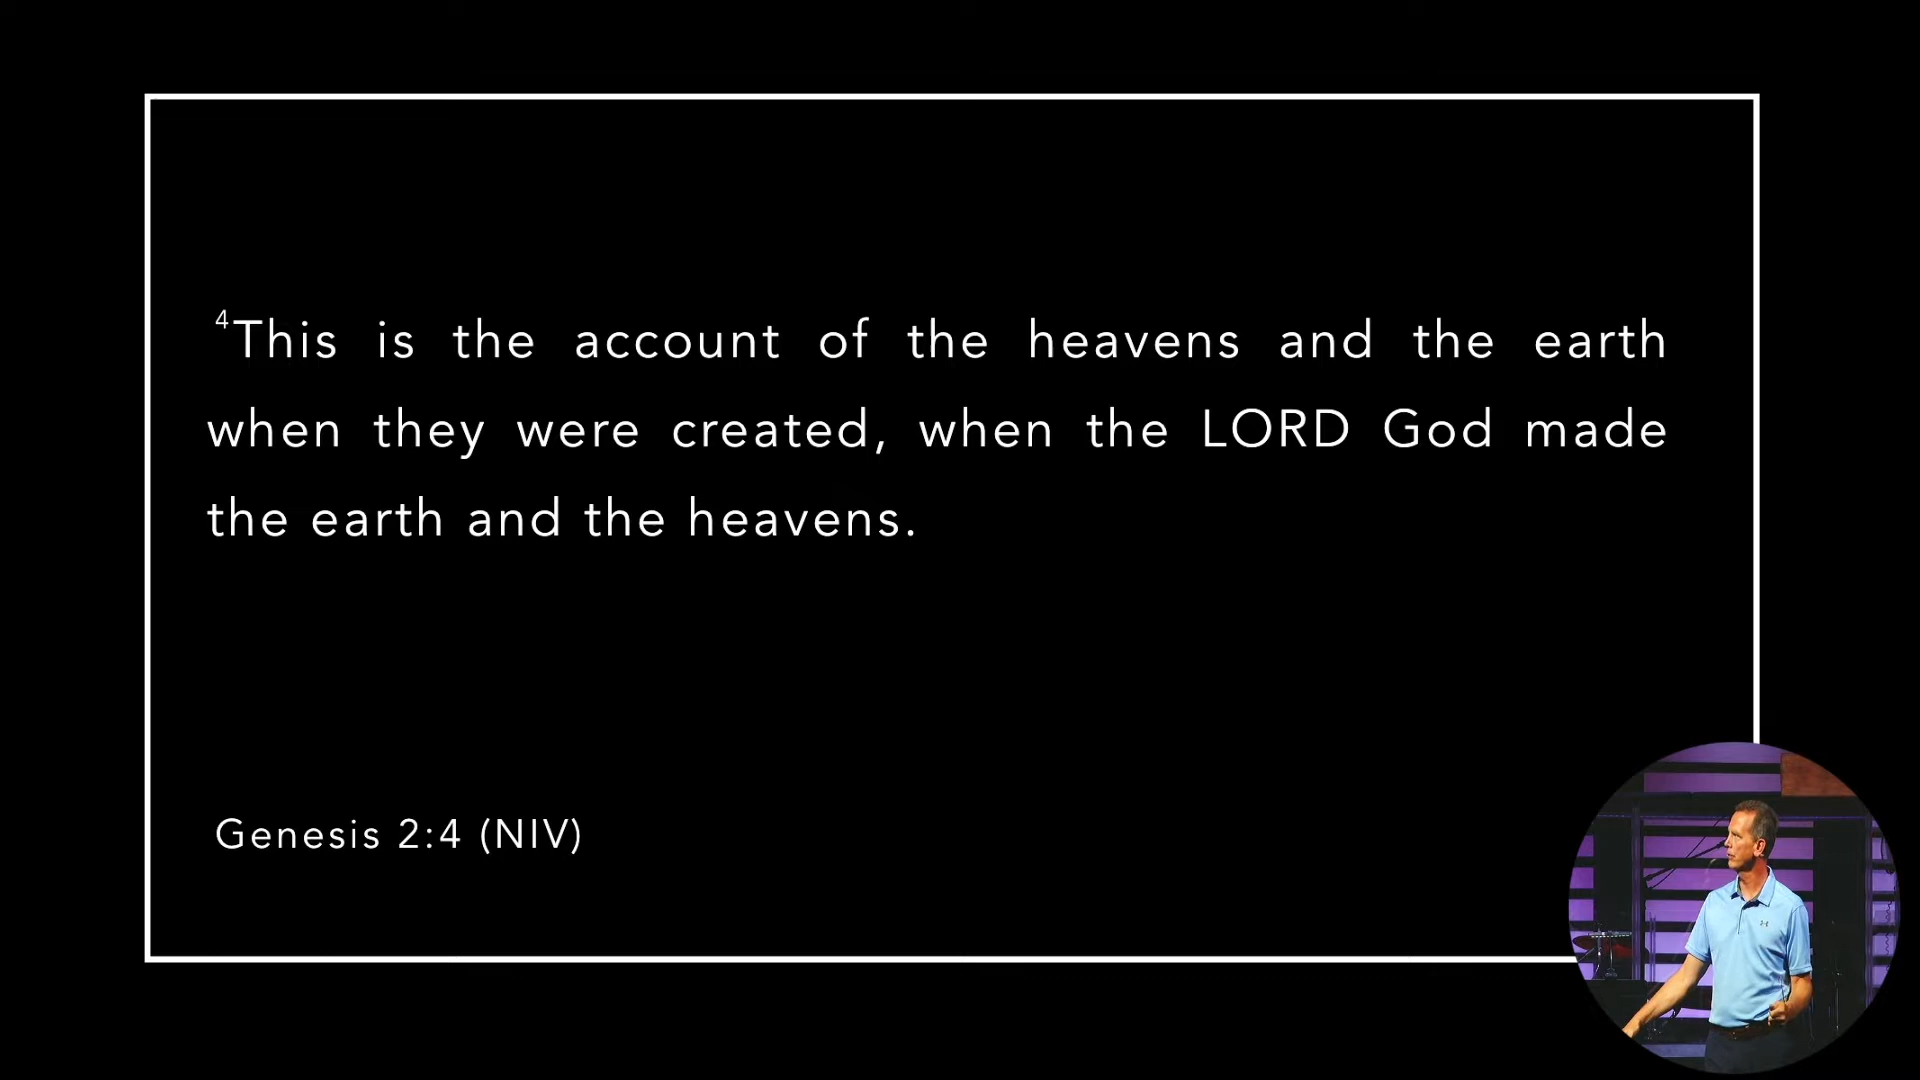 ⁴This is the account of the heavens and the earth
when they were created, when the LORD God made
the earth and the heavens.
Genesis 2:4 (NIV)